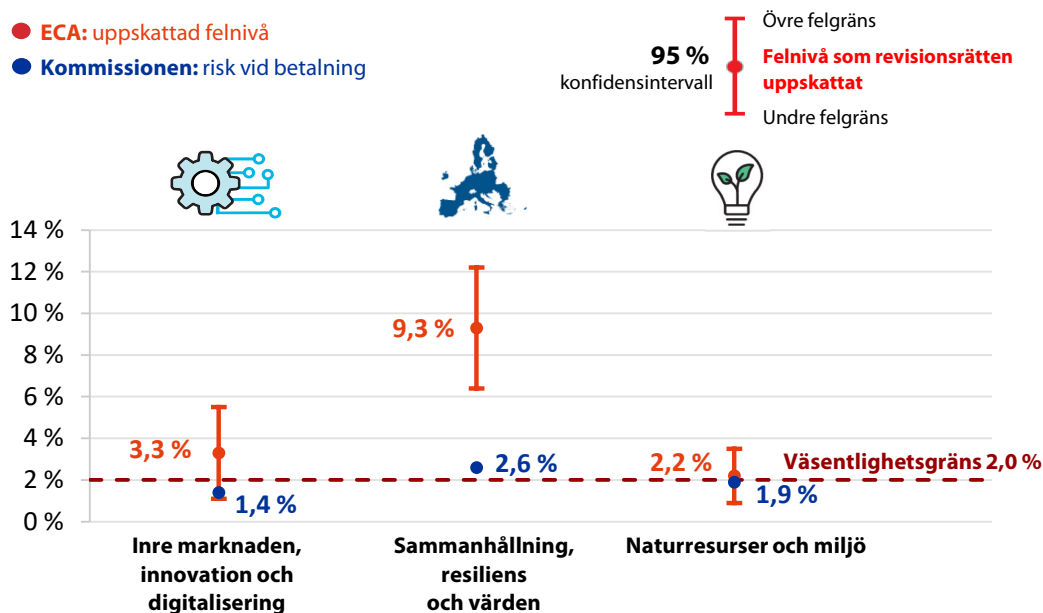 ECA: uppskattad felnivå
Kommissionen: risk vid betalning
95 %
konfidensintervall
Övre felgräns
Felnivå som revisionsrätten
uppskattat
Undre felgräns
14 %
12 %
10 %
8 %
6 %
4 %
2 %
0 %
3,3 %
1,4 %
9,3 %
2,6 %
2,2 %
1,9 %
Väsentlighetsgräns 2,0 %
Inre marknaden,
innovation och
digitalisering
Sammanhållning,
resiliens
och värden
Naturresurser och miljö